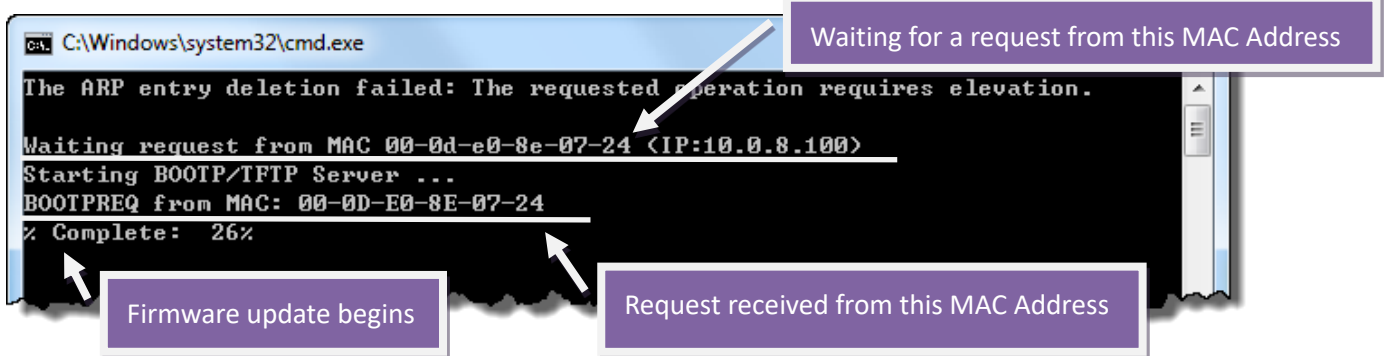 Waiting for a request from this MAC Address
C:\Windows\system32\cmd.exe
The ARP entry deletion failed: The requested operation requires elevation.
Waiting request from MAC 00-0d-e0-8e-07-24 (IP:10.0.8.100)
Starting BOOTP/TFTP Server ...
BOOTPREQ from MAC: 00-0D-E0-8E-07-24
% Complete:  26%
Firmware update begins
Request received from this MAC Address